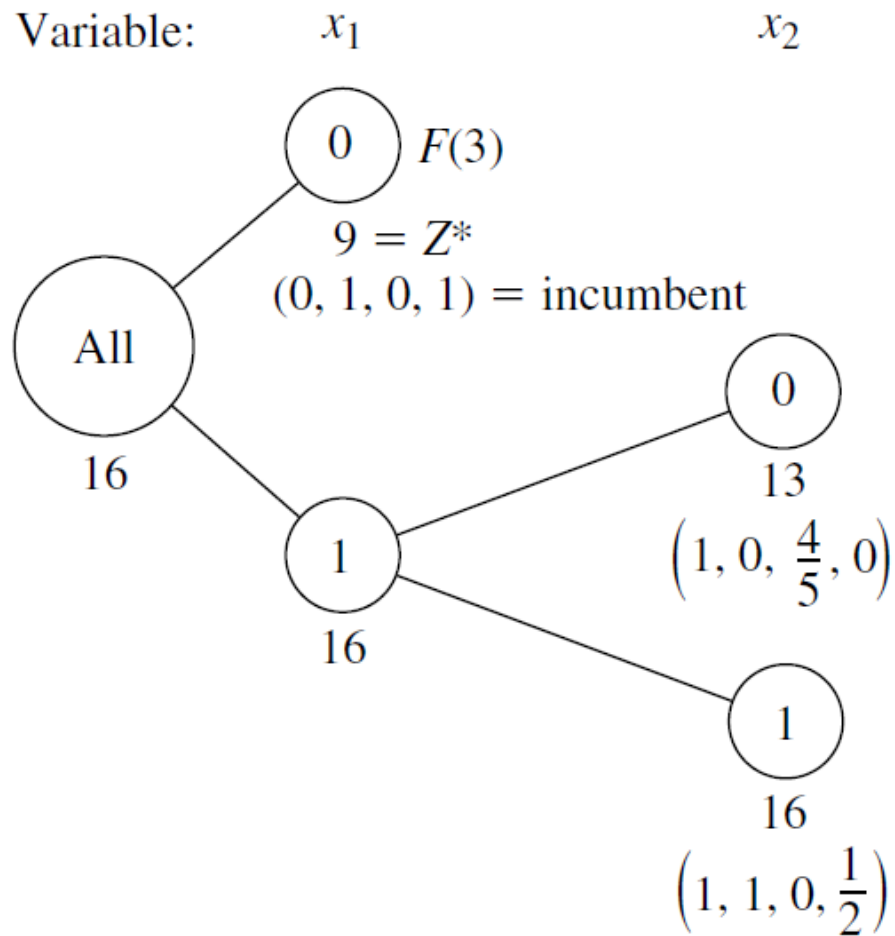 Variable: x₁ x₂
0 F(3)
9 = Z*
(0, 1, 0, 1) = incumbent
All
16
0
13
(1, 0, 4/5, 0)
1
16
1
16
(1, 1, 0, 1/2)